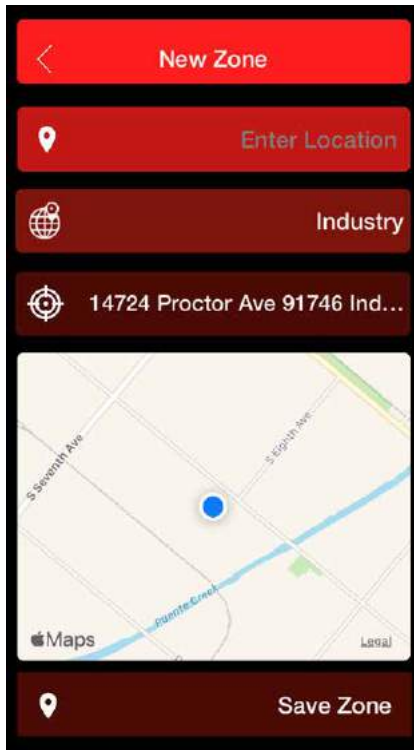 New Zone
Enter Location
Industry
14724 Proctor Ave 91746 Ind...
S Seventh Ave
S Eighth Ave
Puente Creek
Maps
Legal
Save Zone